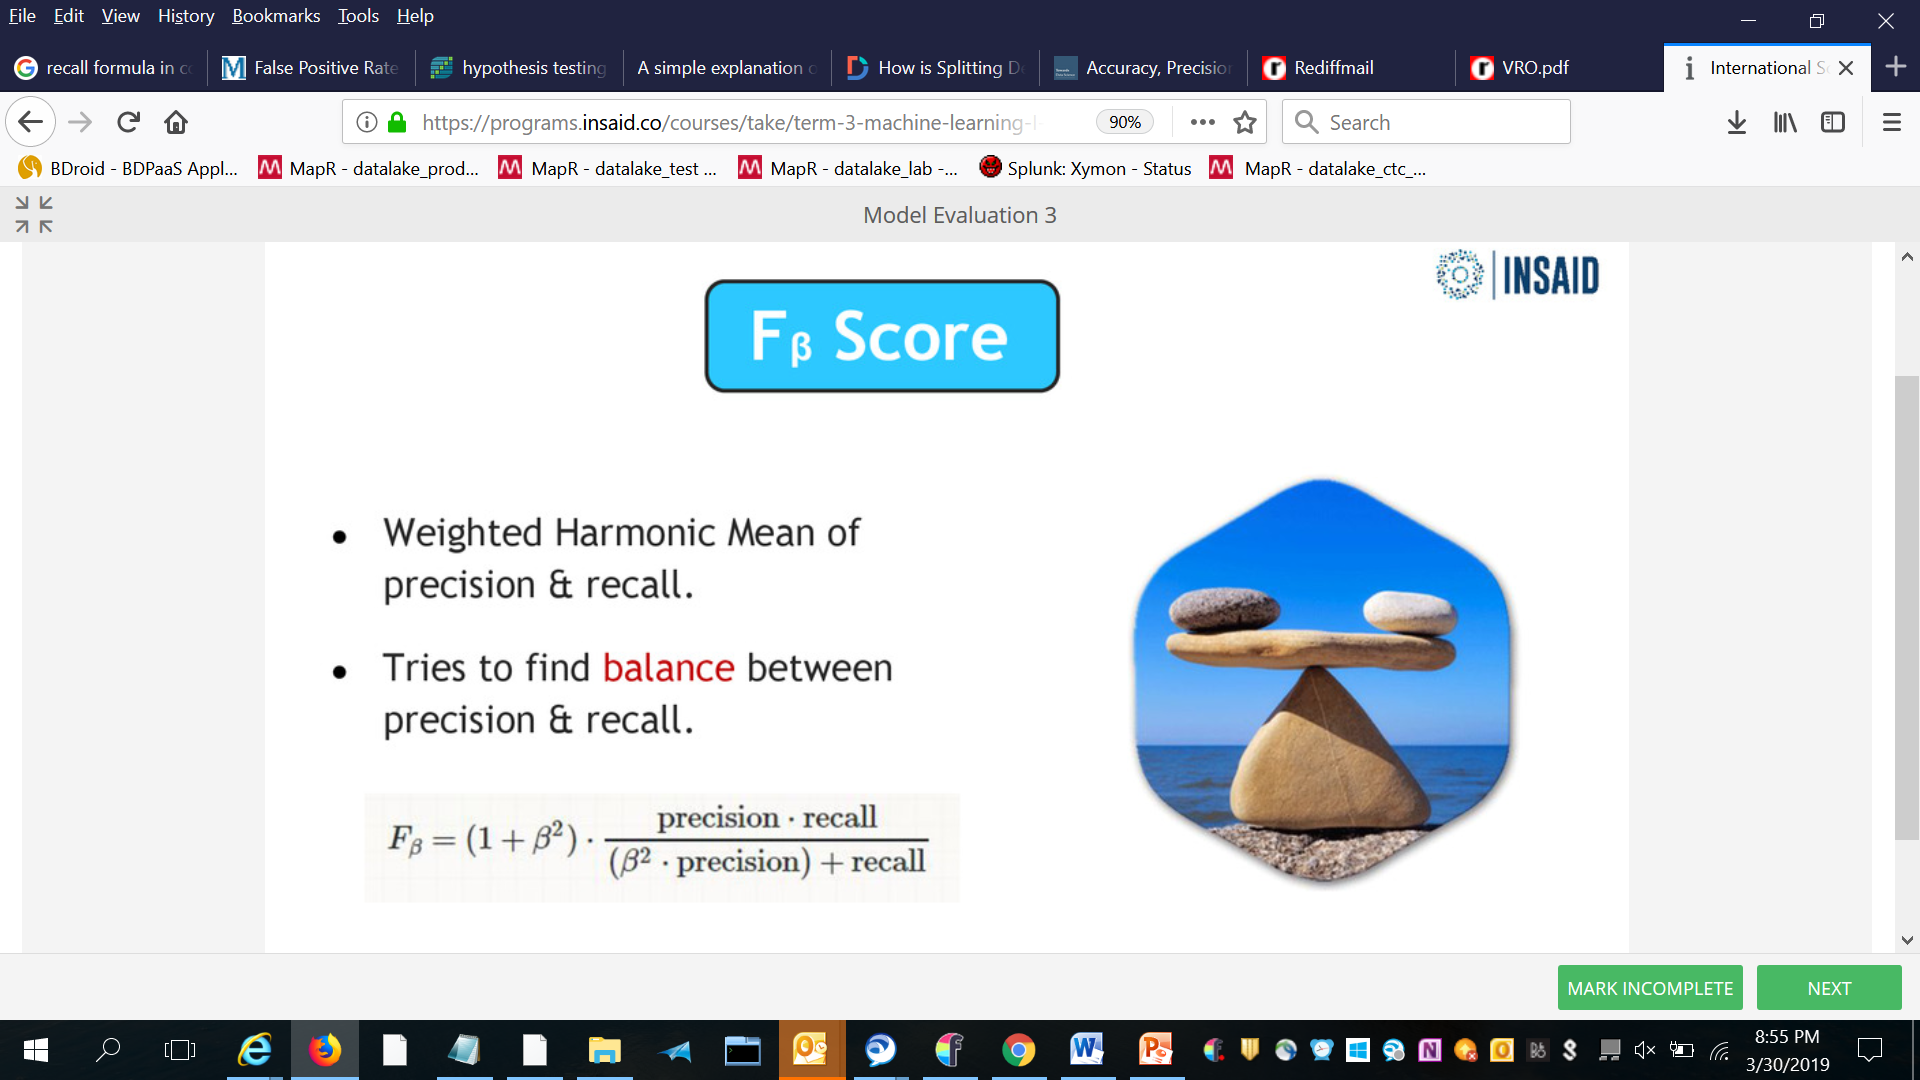 File Edit View History Bookmarks Tools Help
recall formula in c
False Positive Rate
hypothesis testing
A simple explanation
How is Splitting D
Accuracy, Precision
Rediffmail
VRO.pdf
International S
https://programs.insaid.co/courses/take/term-3-machine-learning-l
90%
Search
BDroid - BDPaaS Appl...
MapR - datalake_prod...
MapR - datalake_test ...
MapR - datalake_lab -...
Splunk: Xymon - Status
MapR - datalake_ctc_...
Model Evaluation 3
INSAID
Fβ Score
• Weighted Harmonic Mean of
precision & recall.
• Tries to find balance between
precision & recall.
Fβ = (1 + β²) · precision · recall / (β² · precision) + recall
MARK INCOMPLETE
NEXT
8:55 PM
3/30/2019